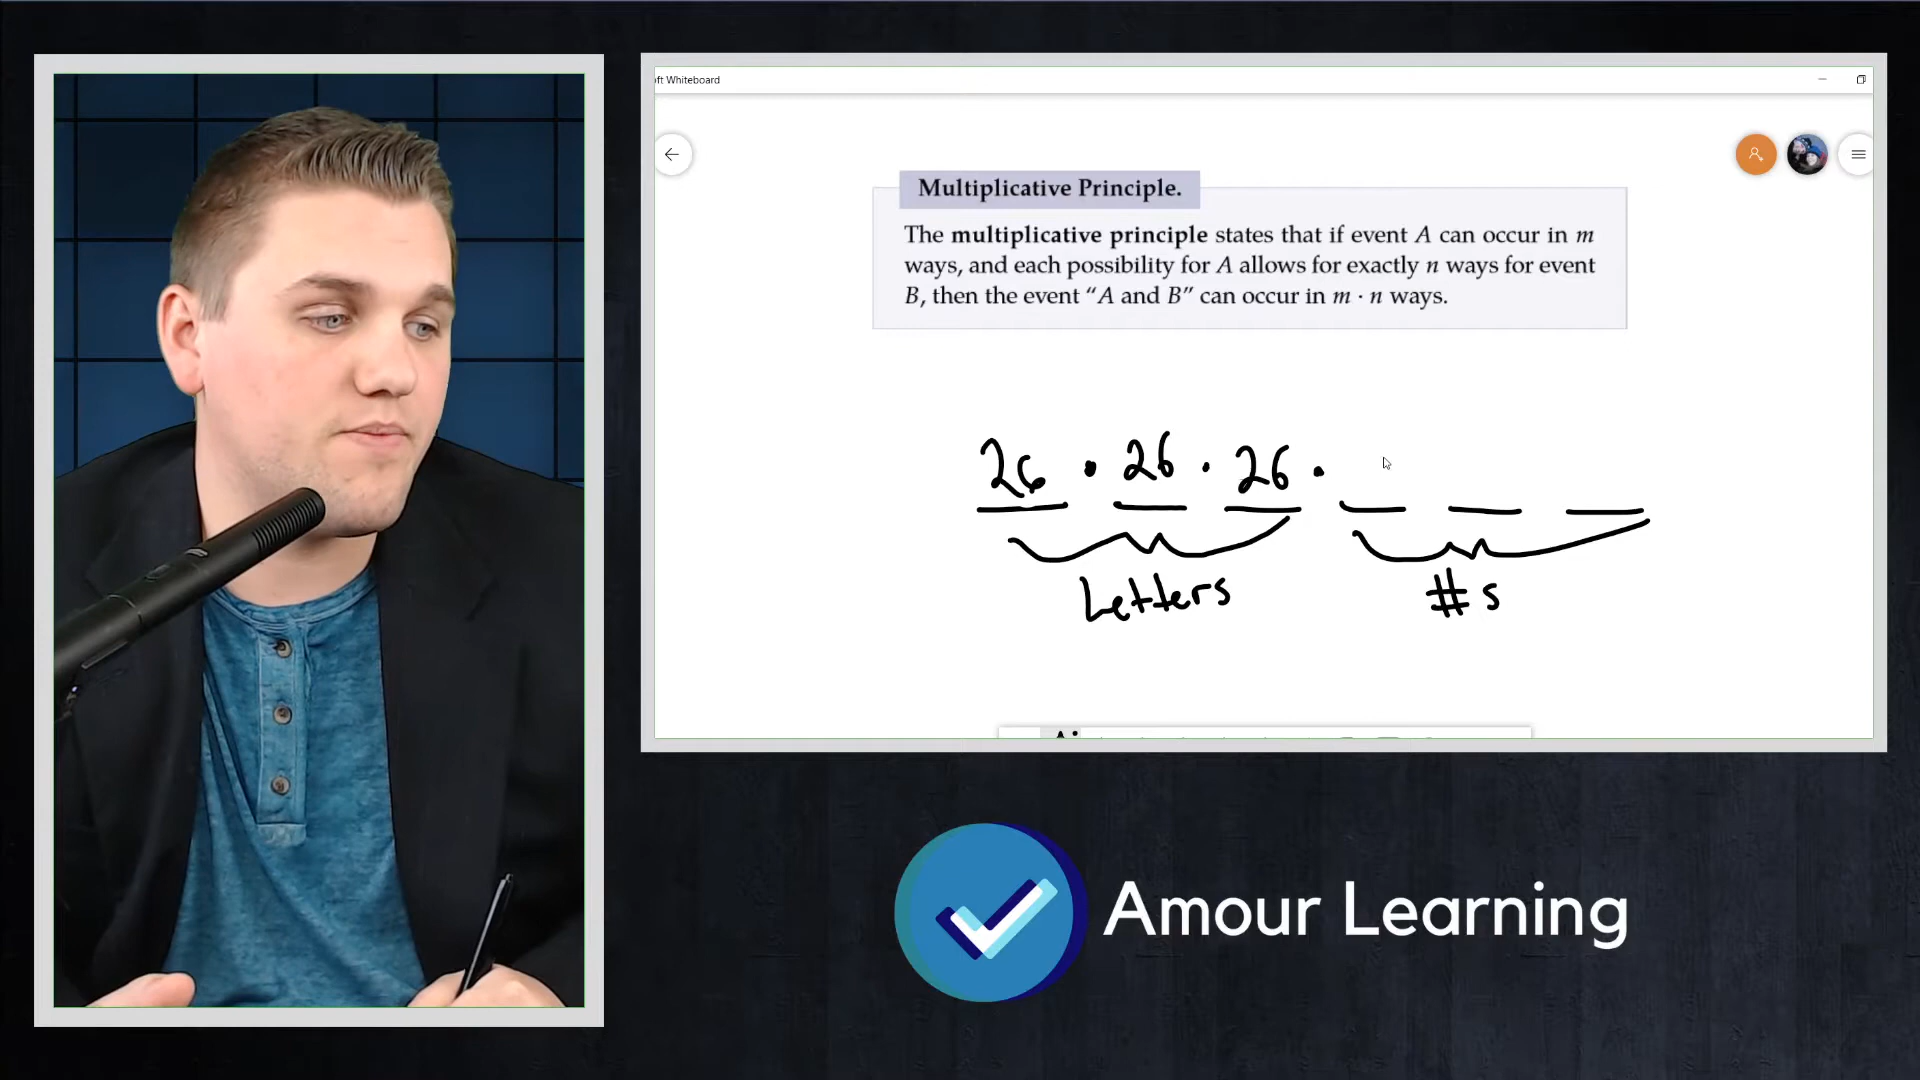 oft Whiteboard
Multiplicative Principle.
The multiplicative principle states that if event A can occur in m
ways, and each possibility for A allows for exactly n ways for event
B, then the event “A and B” can occur in m · n ways.
26 · 26 · 26 ·
Letters #s
Amour Learning